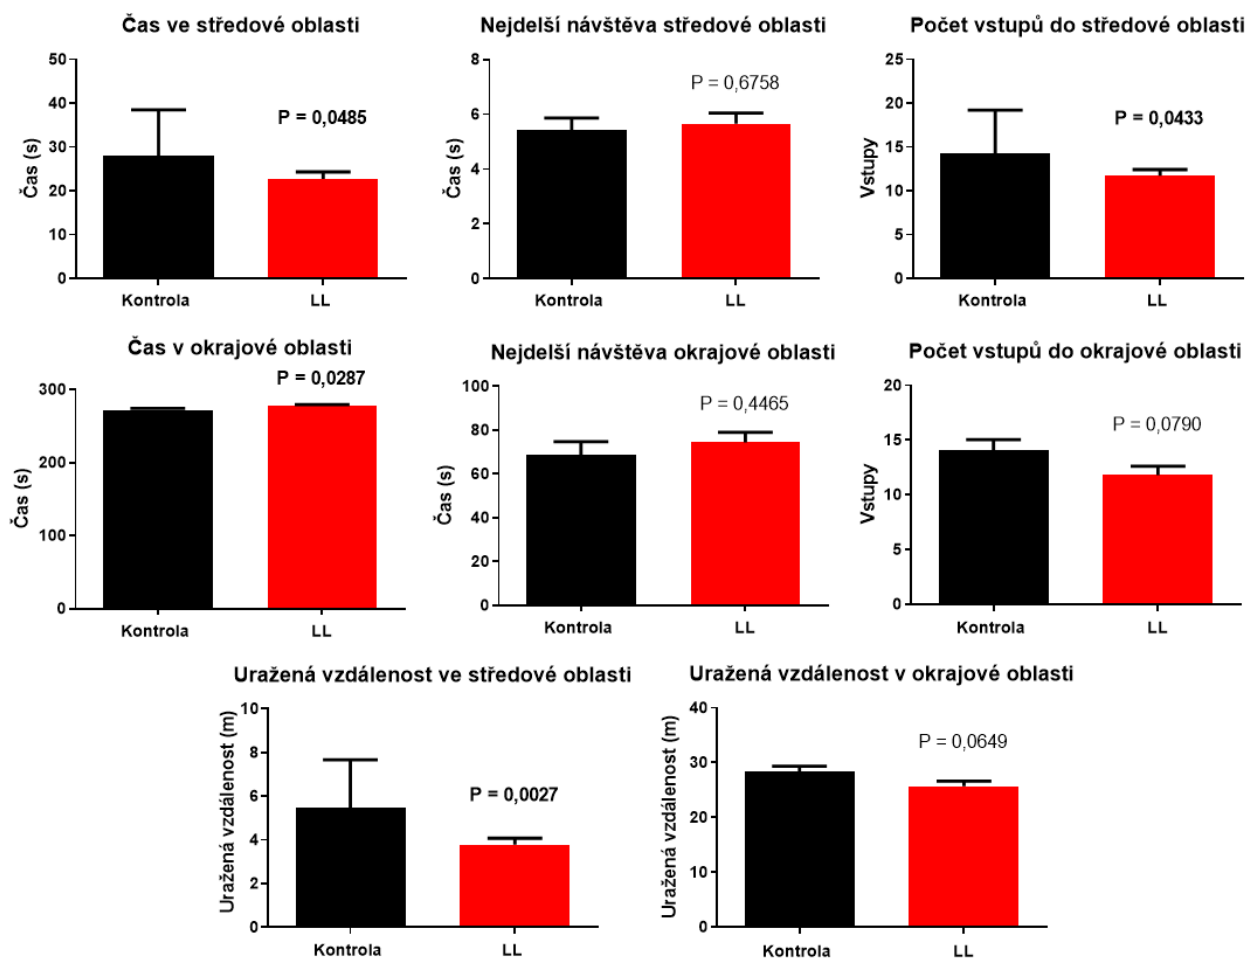 Čas ve středové oblasti
50
40
30
20
10
0
Čas (s)
P = 0,0485
Kontrola
LL
Nejdelší návštěva středové oblasti
8
6
4
2
0
Čas (s)
P = 0,6758
Kontrola
LL
Počet vstupů do středové oblasti
25
20
15
10
5
0
Vstupy
P = 0,0433
Kontrola
LL
Čas v okrajové oblasti
300
200
100
0
Čas (s)
P = 0,0287
Kontrola
LL
Nejdelší návštěva okrajové oblasti
100
80
60
40
20
0
Čas (s)
P = 0,4465
Kontrola
LL
Počet vstupů do okrajové oblasti
20
15
10
5
0
Vstupy
P = 0,0790
Kontrola
LL
Uražená vzdálenost ve středové oblasti
10
8
6
4
2
0
Uražená vzdálenost (m)
P = 0,0027
Kontrola
LL
Uražená vzdálenost v okrajové oblasti
40
30
20
10
0
Uražená vzdálenost (m)
P = 0,0649
Kontrola
LL